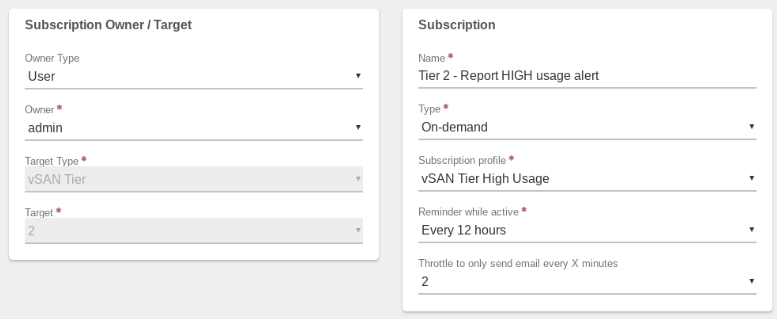 Subscription Owner / Target
Owner Type
User
Owner *
admin
Target Type *
vSAN Tier
Target *
2
Subscription
Name *
Tier 2 - Report HIGH usage alert
Type *
On-demand
Subscription profile *
vSAN Tier High Usage
Reminder while active *
Every 12 hours
Throttle to only send email every X minutes
2